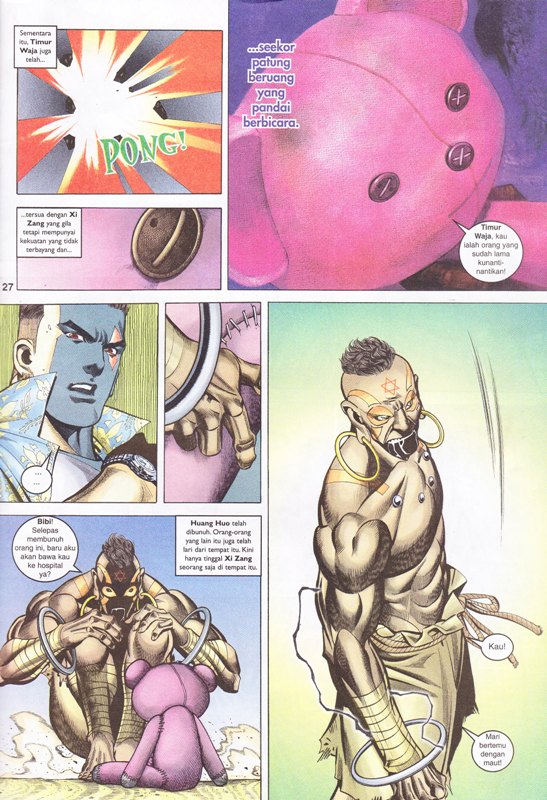 Sementara
itu, Timur
Waja juga
telah...
PONG!
...seekor
patung
beruang
yang
pandai
berbicara.
...tersua dengan Xi
Zang yang gila
tetapi mempunyai
kekuatan yang tidak
terbayang dan...
Timur
Waja, kau
ialah orang yang
sudah lama
kunanti-
nantikan!
27
...
...
Bibi!
Selepas
membunuh
orang ini, baru aku
akan bawa kau
ke hospital
ya?
Huang Huo telah
dibunuh. Orang-orang
yang lain itu juga telah
lari dari tempat itu. Kini
hanya tinggal Xi Zang
seorang saja di tempat itu.
Kau!
Mari
bertemu
dengan
maut!